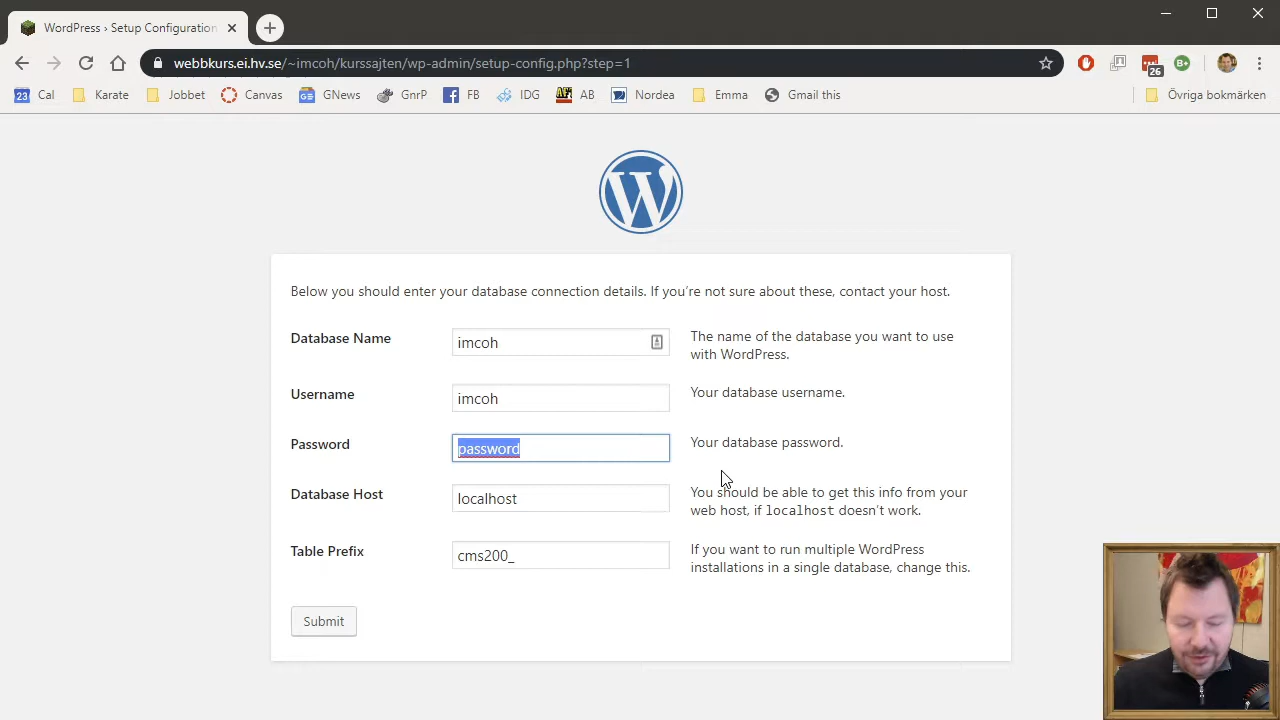 WordPress › Setup Configuration
webbkurs.ei.hv.se/~imcoh/kurssajten/wp-admin/setup-config.php?step=1
26
B+
23 Cal Karate Jobbet Canvas GNews GnrP FB IDG AB Nordea Emma Gmail this Övriga bokmärken
W
Below you should enter your database connection details. If you’re not sure about these, contact your host.
Database Name
imcoh
The name of the database you want to use
with WordPress.
Username
imcoh
Your database username.
Password
password
Your database password.
Database Host
localhost
You should be able to get this info from your
web host, if localhost doesn’t work.
Table Prefix
cms200_
If you want to run multiple WordPress
installations in a single database, change this.
Submit